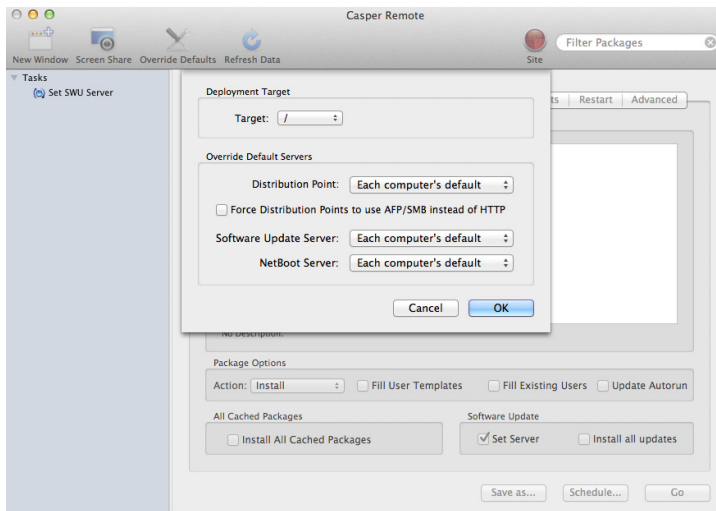 Casper Remote
New Window Screen Share Override Defaults Refresh Data
Site
Filter Packages
Tasks
Set SWU Server
Deployment Target
Target: /
ts Restart Advanced
Override Default Servers
Distribution Point: Each computer's default
Force Distribution Points to use AFP/SMB instead of HTTP
Software Update Server: Each computer's default
NetBoot Server: Each computer's default
Cancel OK
No Description.
Package Options
Action: Install Fill User Templates Fill Existing Users Update Autorun
All Cached Packages
Install All Cached Packages
Software Update
Set Server Install all updates
Save as... Schedule... Go